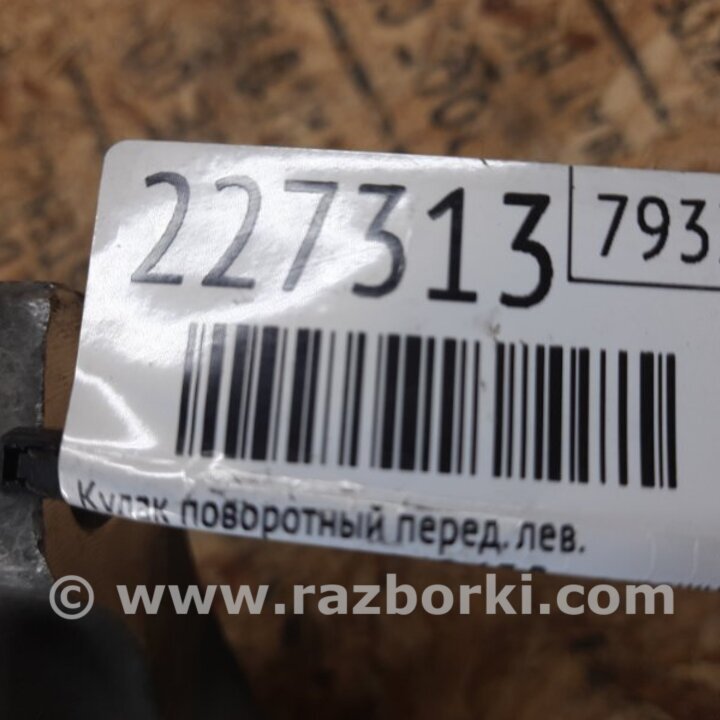 227313
793
Кулак поворотный перед. лев.
© www.razborki.com